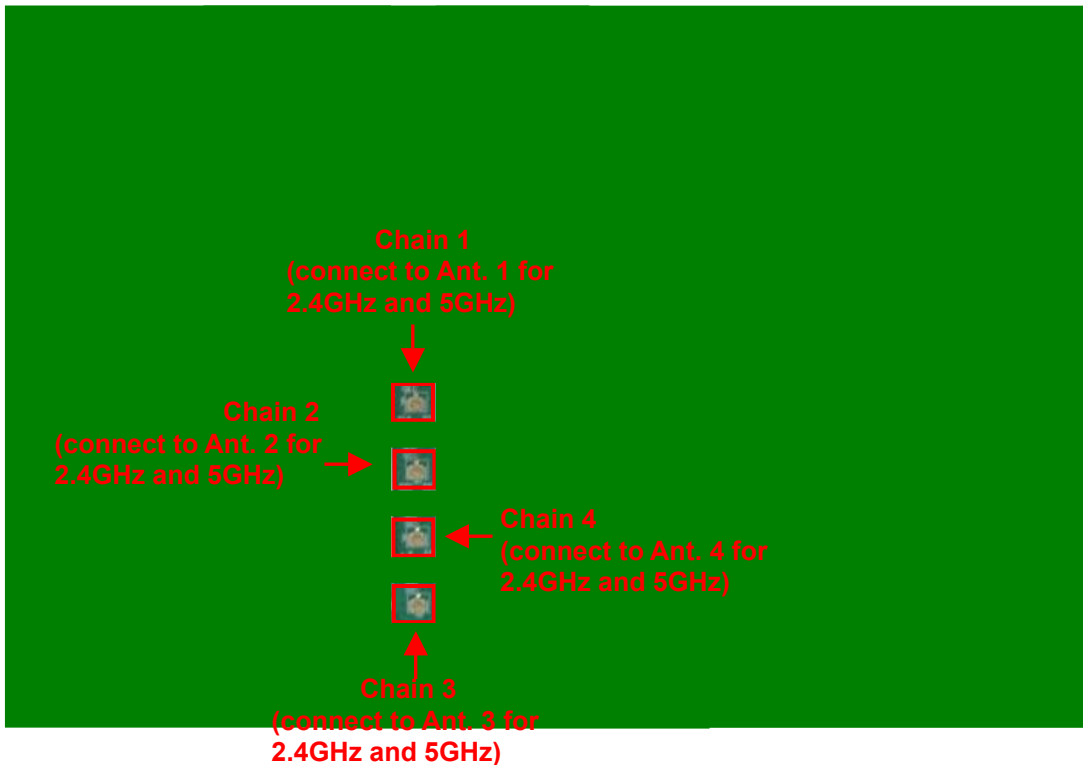 Chain 1
(connect to Ant. 1 for
2.4GHz and 5GHz)
Chain 2
(connect to Ant. 2 for
2.4GHz and 5GHz)
Chain 4
(connect to Ant. 4 for
2.4GHz and 5GHz)
Chain 3
(connect to Ant. 3 for
2.4GHz and 5GHz)